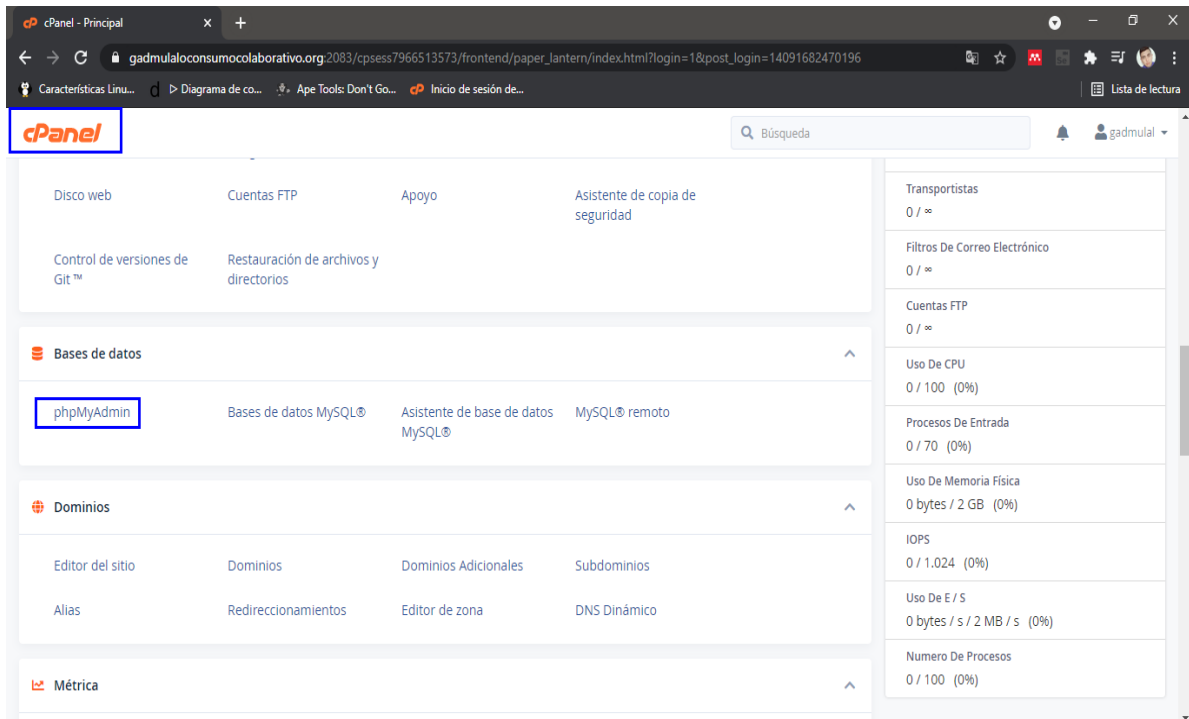 cPanel - Principal
gadmulaloconsumocolaborativo.org:2083/cpsess7966513573/frontend/paper_lantern/index.html?login=1&post_login=14091682470196
Características Linu...
Diagrama de co...
Ape Tools: Don't Go...
Inicio de sesión de...
Lista de lectura
cPanel
Búsqueda
gadmulal
Disco web
Cuentas FTP
Apoyo
Asistente de copia de
seguridad
Control de versiones de
Git ™
Restauración de archivos y
directorios
Bases de datos
phpMyAdmin
Bases de datos MySQL®
Asistente de base de datos
MySQL®
MySQL® remoto
Dominios
Editor del sitio
Dominios
Dominios Adicionales
Subdominios
Alias
Redireccionamientos
Editor de zona
DNS Dinámico
Métrica
Transportistas
0 / ∞
Filtros De Correo Electrónico
0 / ∞
Cuentas FTP
0 / ∞
Uso De CPU
0 / 100 (0%)
Procesos De Entrada
0 / 70 (0%)
Uso De Memoria Física
0 bytes / 2 GB (0%)
IOPS
0 / 1.024 (0%)
Uso De E / S
0 bytes / s / 2 MB / s (0%)
Numero De Procesos
0 / 100 (0%)